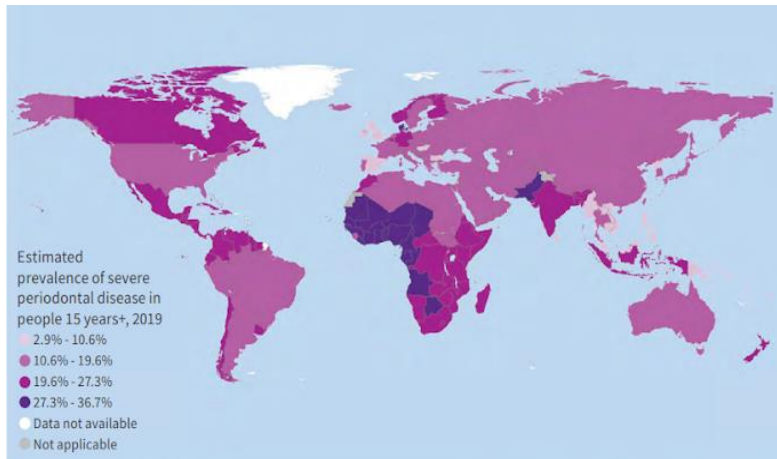 Estimated
prevalence of severe
periodontal disease in
people 15 years+, 2019
2.9% - 10.6%
10.6% - 19.6%
19.6% - 27.3%
27.3% - 36.7%
Data not available
Not applicable